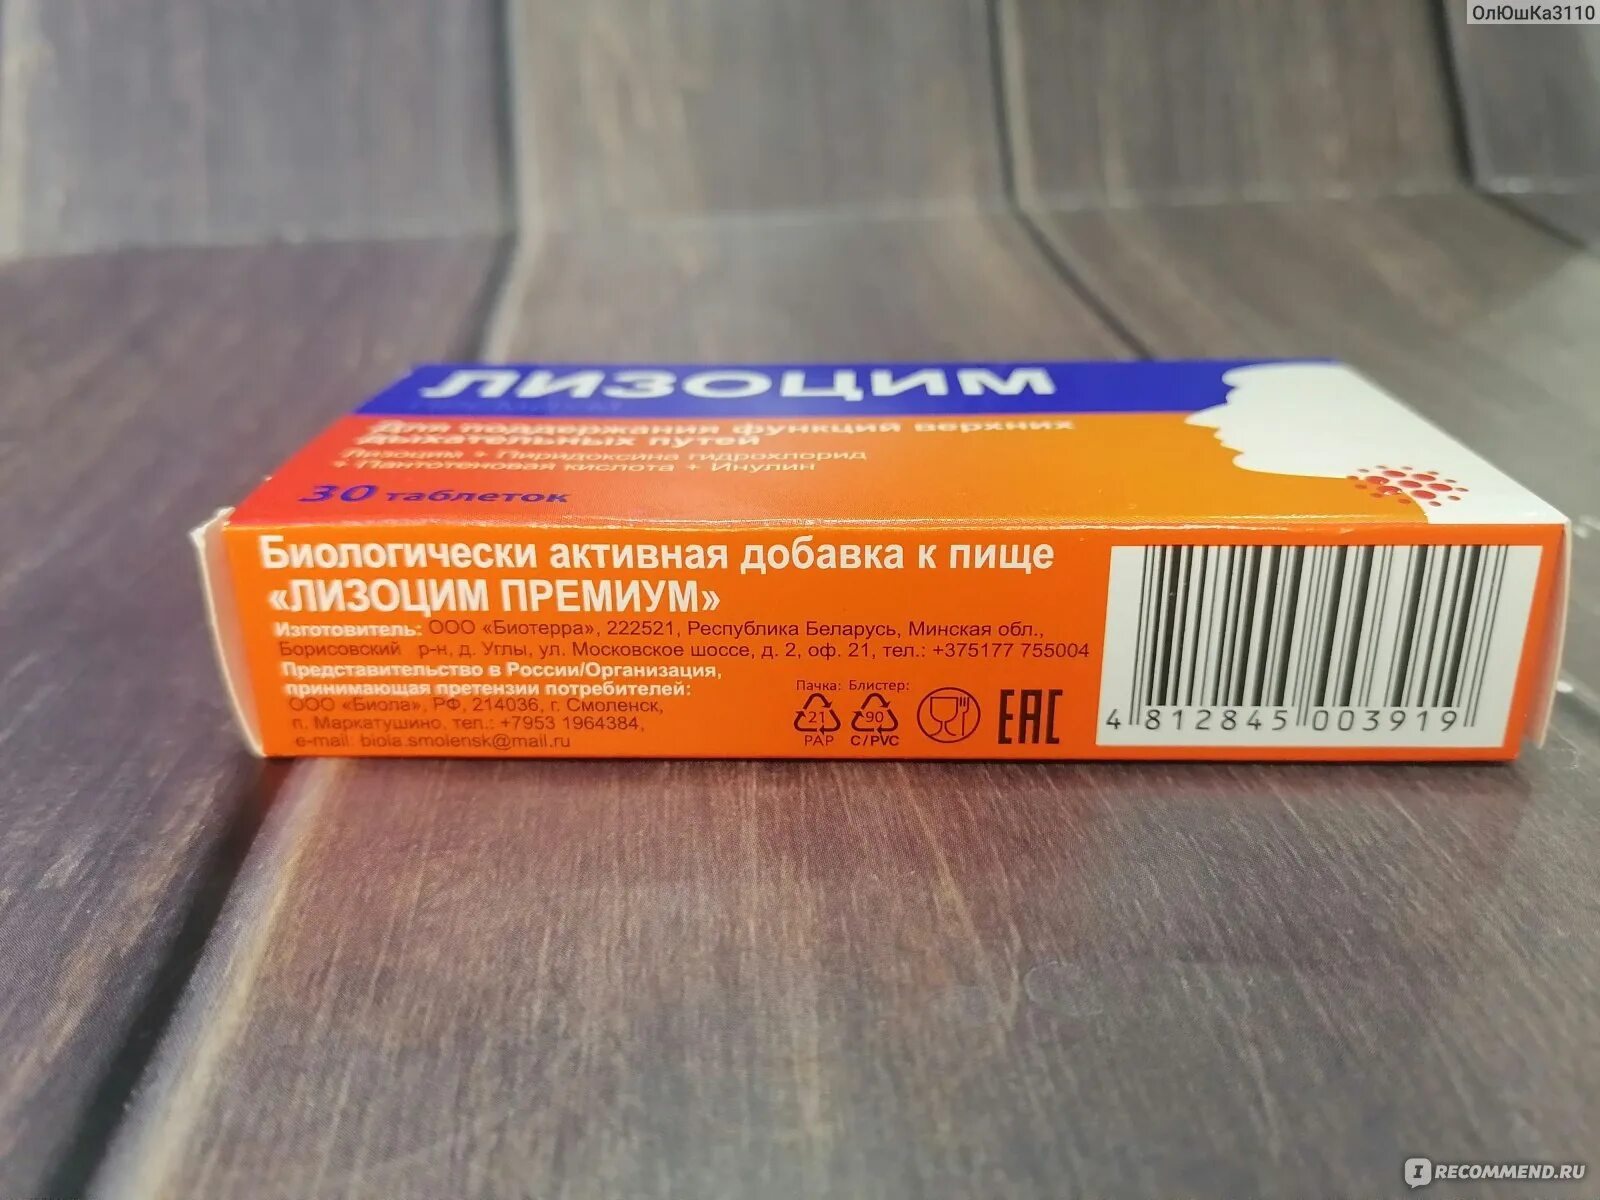 ОлЮшКа3110
ЛИЗОЦИМ
Для поддержания функций верхних
дыхательных путей
Лизоцим + Пиридоксина гидрохлорид
+ Пантотеновая кислота + Инулин
30 таблеток
Биологически активная добавка к пище
«ЛИЗОЦИМ ПРЕМИУМ»
Изготовитель: ООО «Биотерра», 222521, Республика Беларусь, Минская обл.,
Борисовский р-н, д. Углы, ул. Московское шоссе, д. 2, оф. 21, тел.: +375177 755004
Представительство в России/Организация,
принимающая претензии потребителей:
ООО «Биола», РФ, 214036, г. Смоленск,
п. Маркатушино, тел.: +7953 1964384,
e-mail: biola.smolensk@mail.ru
Пачка: Блистер:
21 90
PAP C/PVC
EAC
4 812845 003919
IRECOMMEND.RU